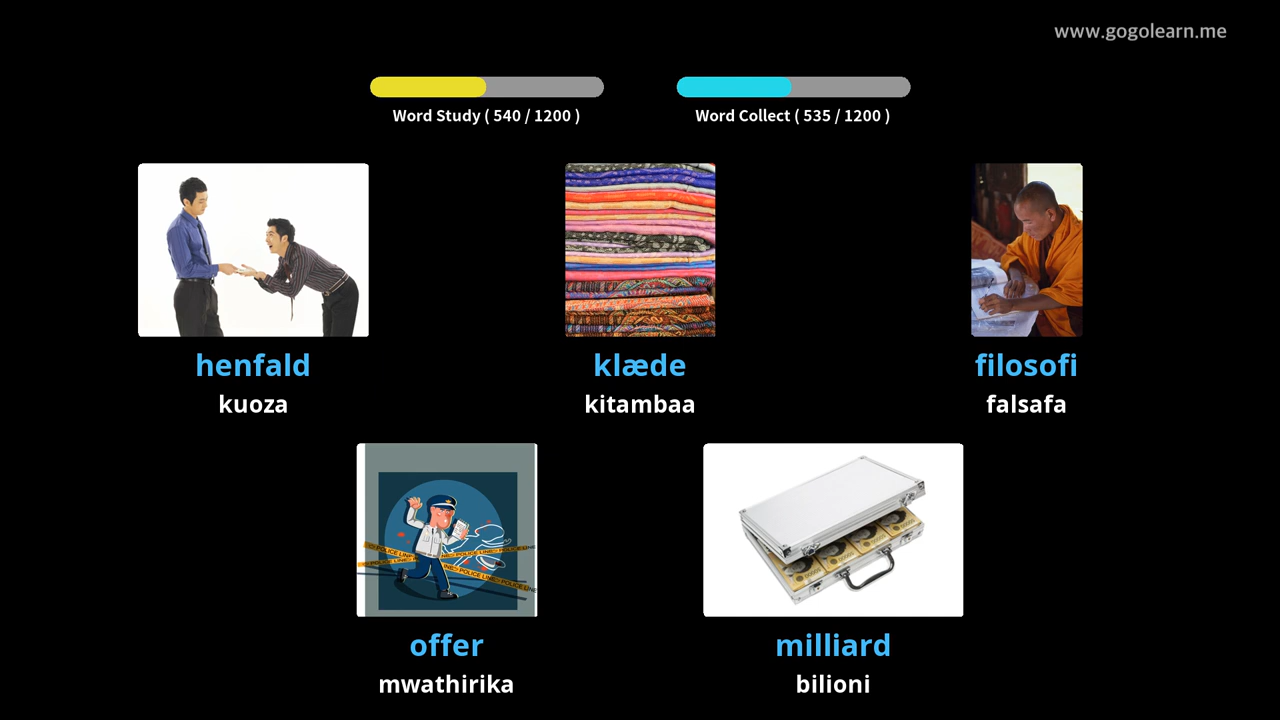 www.gogolearn.me
Word Study ( 540 / 1200 )
Word Collect ( 535 / 1200 )
henfald
kuoza
klæde
kitambaa
filosofi
falsafa
offer
mwathirika
milliard
bilioni